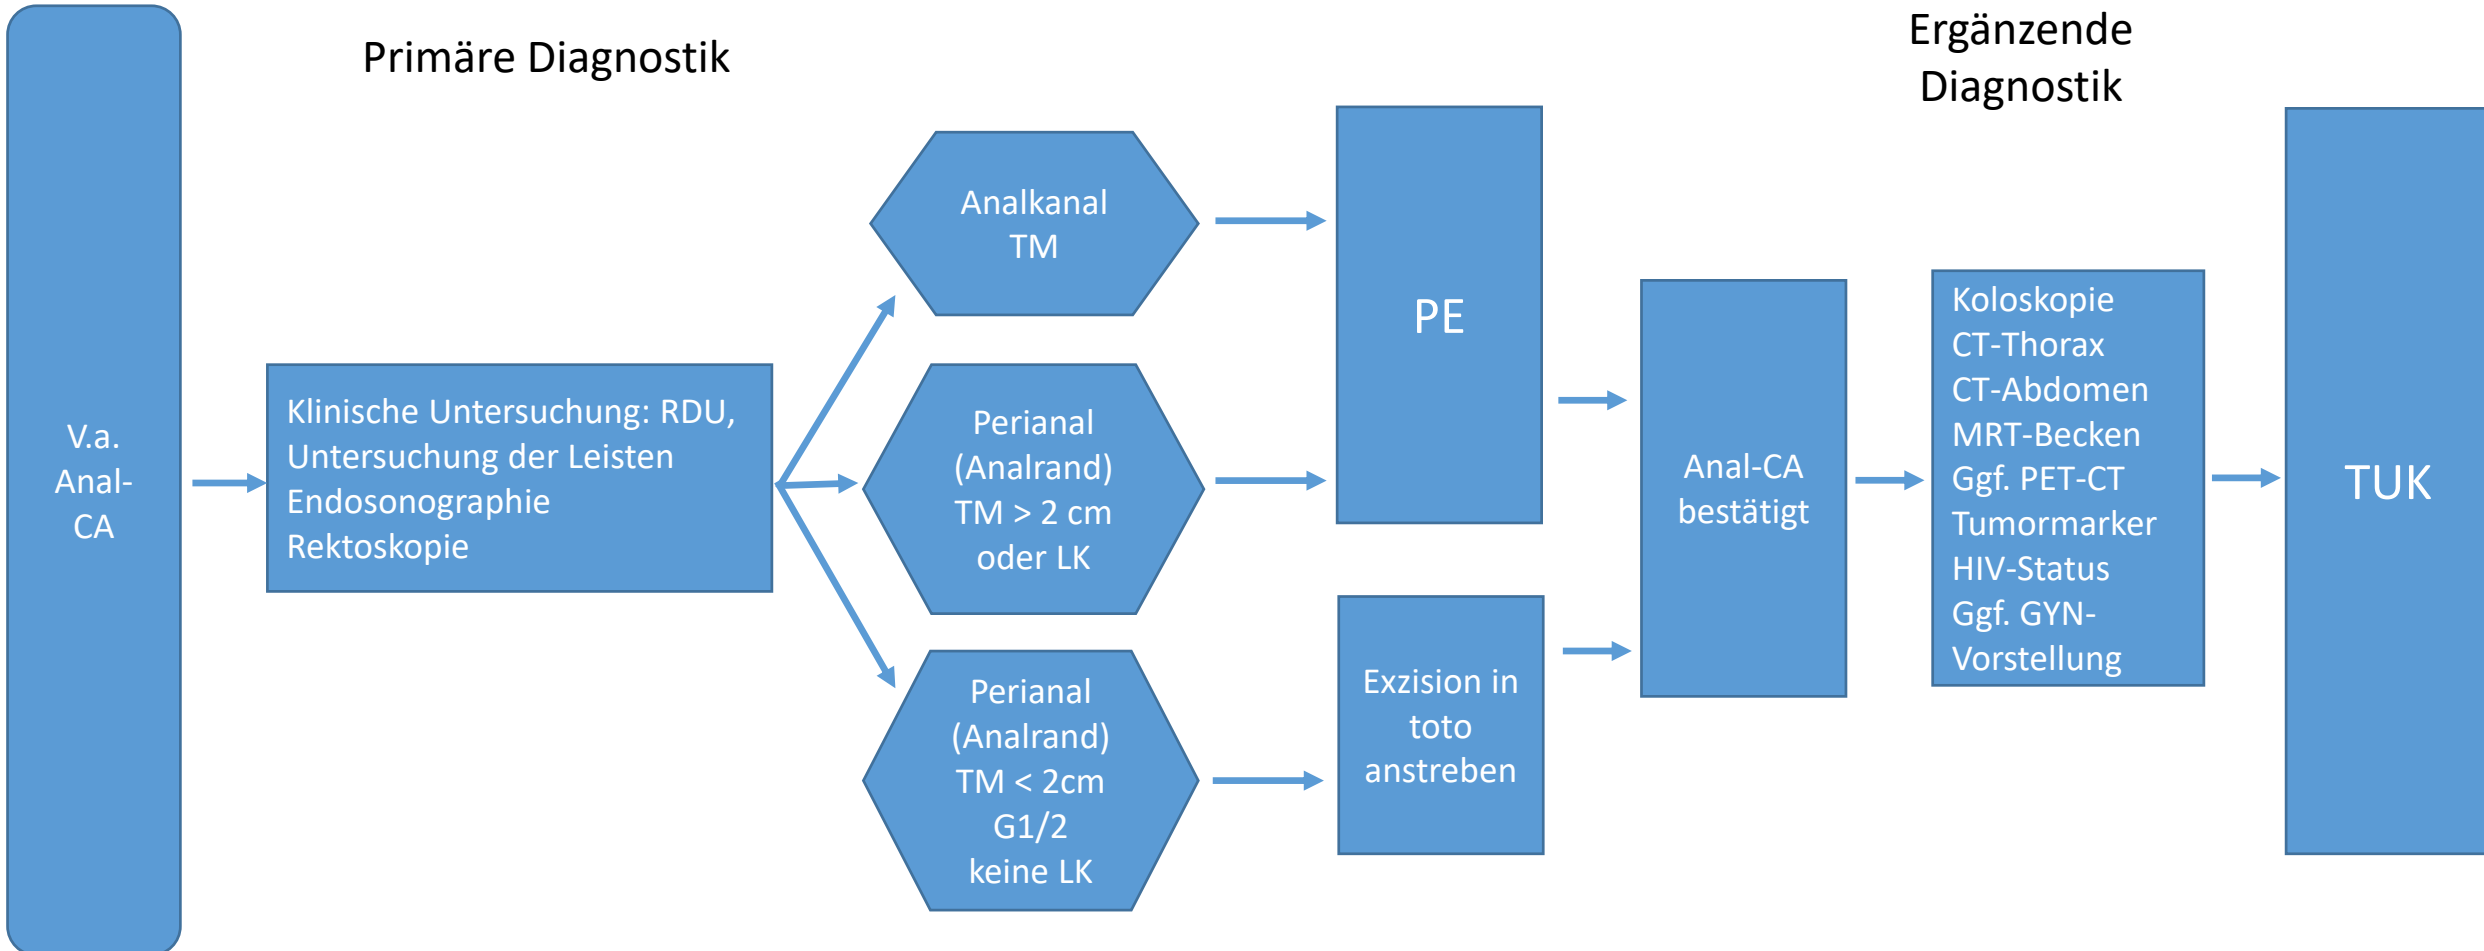 Primäre Diagnostik
Ergänzende
Diagnostik
V.a.
Anal-
CA
Klinische Untersuchung: RDU,
Untersuchung der Leisten
Endosonographie
Rektoskopie
Analkanal
TM
Perianal
(Analrand)
TM > 2 cm
oder LK
Perianal
(Analrand)
TM < 2cm
G1/2
keine LK
PE
Exzision in
toto
anstreben
Anal-CA
bestätigt
Koloskopie
CT-Thorax
CT-Abdomen
MRT-Becken
Ggf. PET-CT
Tumormarker
HIV-Status
Ggf. GYN-
Vorstellung
TUK